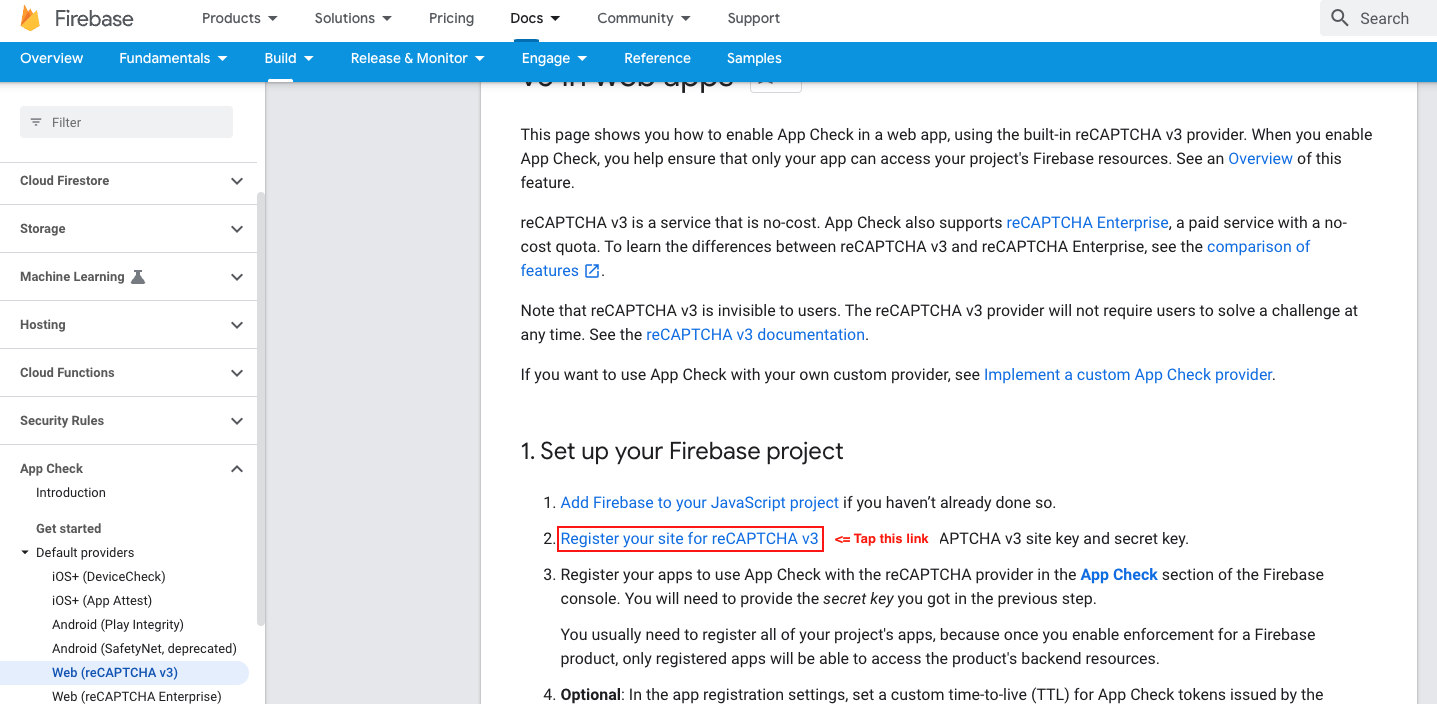 Firebase
Products Solutions Pricing Docs Community Support Search
Overview Fundamentals Build Release & Monitor Engage Reference Samples
Filter
Cloud Firestore
Storage
Machine Learning
Hosting
Cloud Functions
Security Rules
App Check
Introduction
Get started
Default providers
iOS+ (DeviceCheck)
iOS+ (App Attest)
Android (Play Integrity)
Android (SafetyNet, deprecated)
Web (reCAPTCHA v3)
Web (reCAPTCHA Enterprise)
v3 in web apps
This page shows you how to enable App Check in a web app, using the built-in reCAPTCHA v3 provider. When you enable
App Check, you help ensure that only your app can access your project's Firebase resources. See an Overview of this
feature.
reCAPTCHA v3 is a service that is no-cost. App Check also supports reCAPTCHA Enterprise, a paid service with a no-
cost quota. To learn the differences between reCAPTCHA v3 and reCAPTCHA Enterprise, see the comparison of
features.
Note that reCAPTCHA v3 is invisible to users. The reCAPTCHA v3 provider will not require users to solve a challenge at
any time. See the reCAPTCHA v3 documentation.
If you want to use App Check with your own custom provider, see Implement a custom App Check provider.
1. Set up your Firebase project
1. Add Firebase to your JavaScript project if you haven’t already done so.
2. Register your site for reCAPTCHA v3 <= Tap this link APTCHA v3 site key and secret key.
3. Register your apps to use App Check with the reCAPTCHA provider in the App Check section of the Firebase
console. You will need to provide the secret key you got in the previous step.
You usually need to register all of your project's apps, because once you enable enforcement for a Firebase
product, only registered apps will be able to access the product's backend resources.
4. Optional: In the app registration settings, set a custom time-to-live (TTL) for App Check tokens issued by the